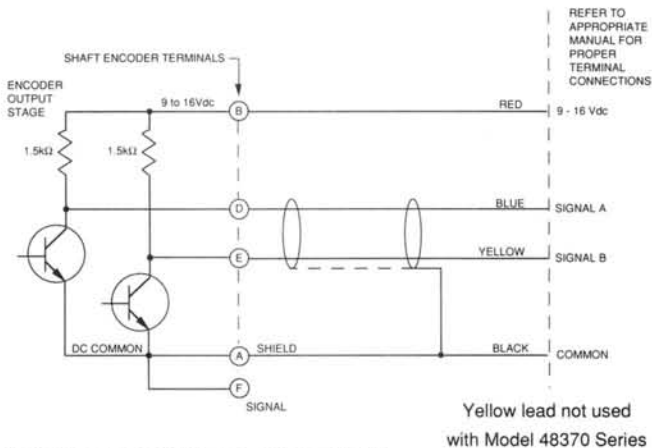 REFER TO
APPROPRIATE
MANUAL FOR
PROPER
TERMINAL
CONNECTIONS
SHAFT ENCODER TERMINALS
ENCODER
OUTPUT
STAGE
9 to 16Vdc
B
RED
9 - 16 Vdc
1.5kΩ
1.5kΩ
D
BLUE
SIGNAL A
E
YELLOW
SIGNAL B
DC COMMON
A
SHIELD
BLACK
COMMON
F
SIGNAL
Yellow lead not used
with Model 48370 Series